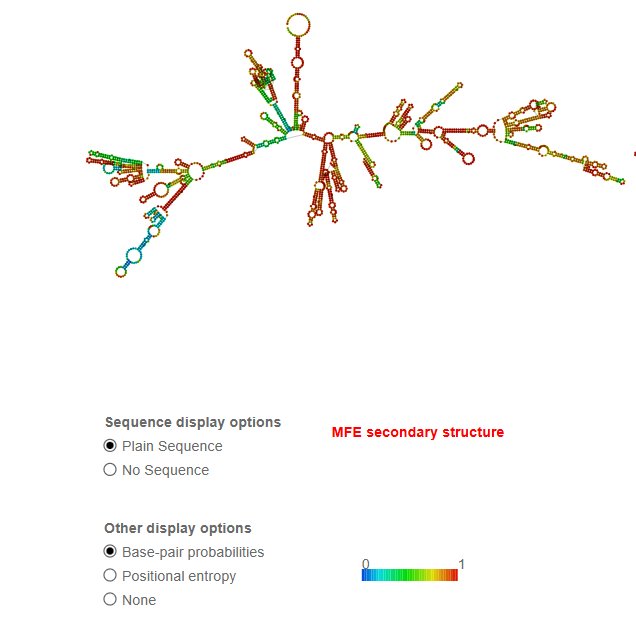 Sequence display options
MFE secondary structure
Plain Sequence
No Sequence
Other display options
Base-pair probabilities
0 1
Positional entropy
None